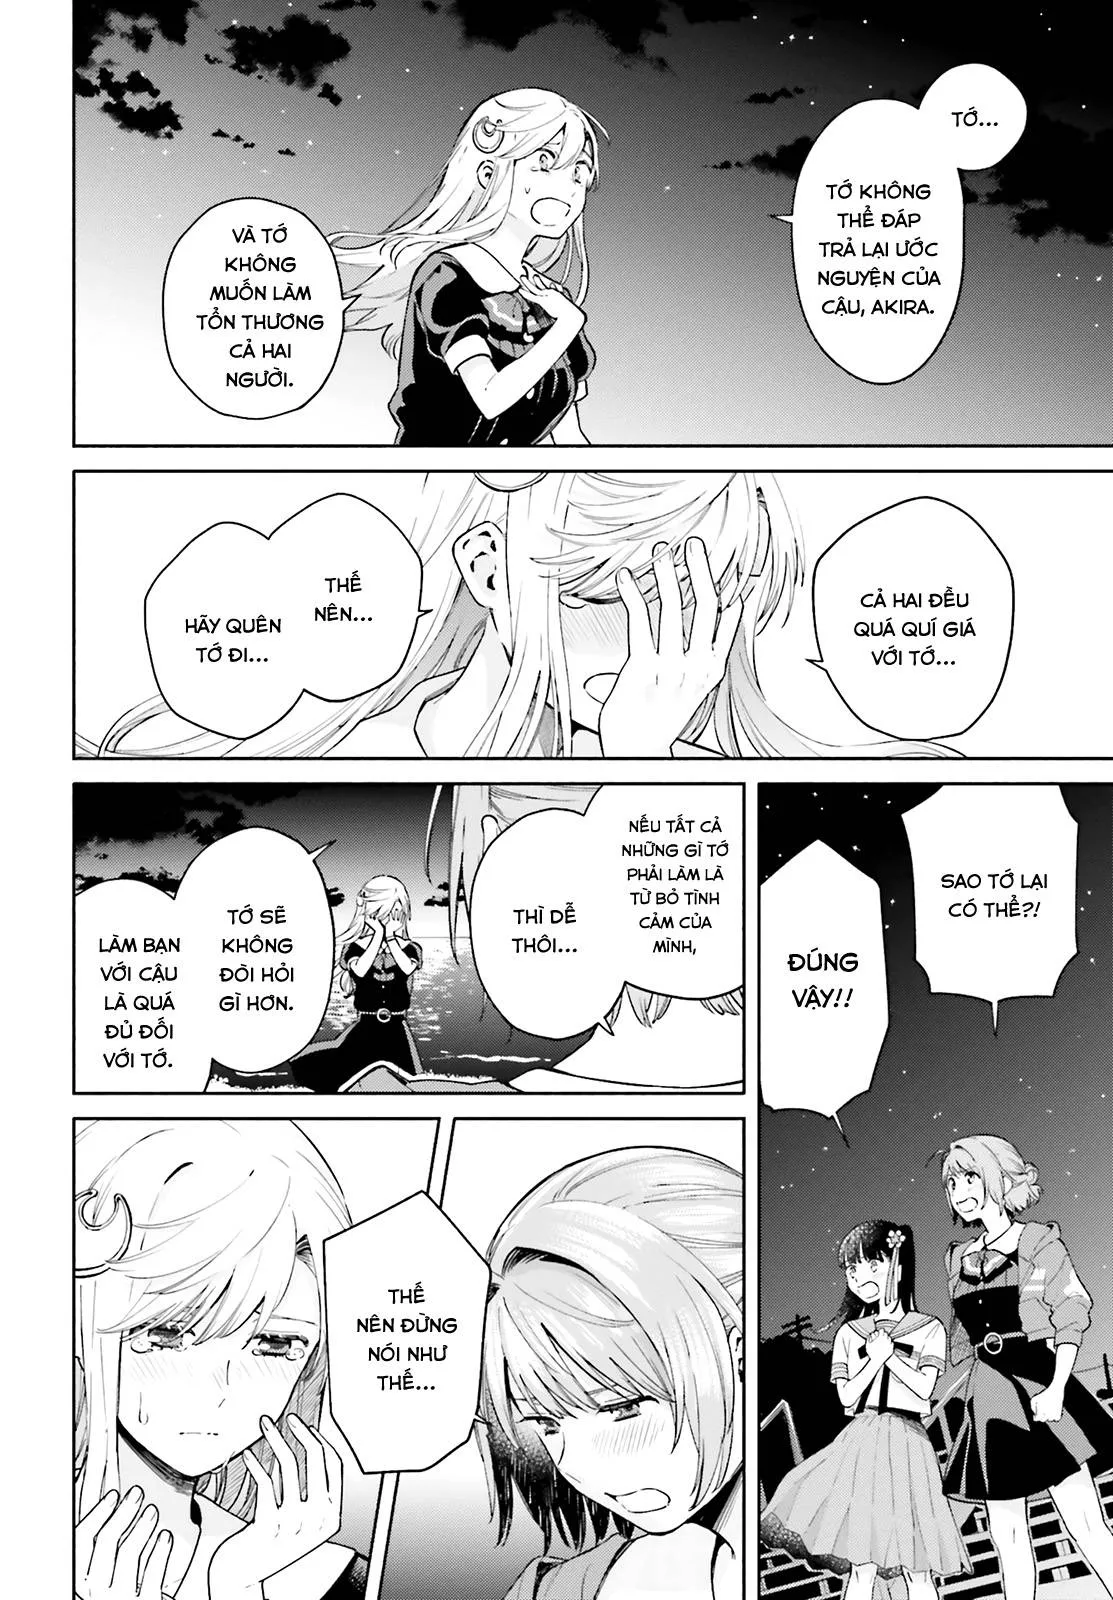 TỚ...
TỚ KHÔNG
THỂ ĐÁP
TRẢ LẠI ƯỚC
NGUYỆN CỦA
CẬU, AKIRA.
VÀ TỚ
KHÔNG
MUỐN LÀM
TỔN THƯƠNG
CẢ HAI
NGƯỜI.
CẢ HAI ĐỀU
QUÁ QUÍ GIÁ
VỚI TỚ...
THẾ
NÊN...
HÃY QUÊN
TỚ ĐI...
SAO TỚ LẠI
CÓ THỂ?!
ĐÚNG
VẬY!!
NẾU TẤT CẢ
NHỮNG GÌ TỚ
PHẢI LÀM LÀ
TỪ BỎ TÌNH
CẢM CỦA
MÌNH,
THÌ DỄ
THÔI...
TỚ SẼ
KHÔNG
ĐÒI HỎI
GÌ HƠN.
LÀM BẠN
VỚI CẬU
LÀ QUÁ
ĐỦ ĐỐI
VỚI TỚ.
THẾ
NÊN ĐỪNG
NÓI NHƯ
THẾ...